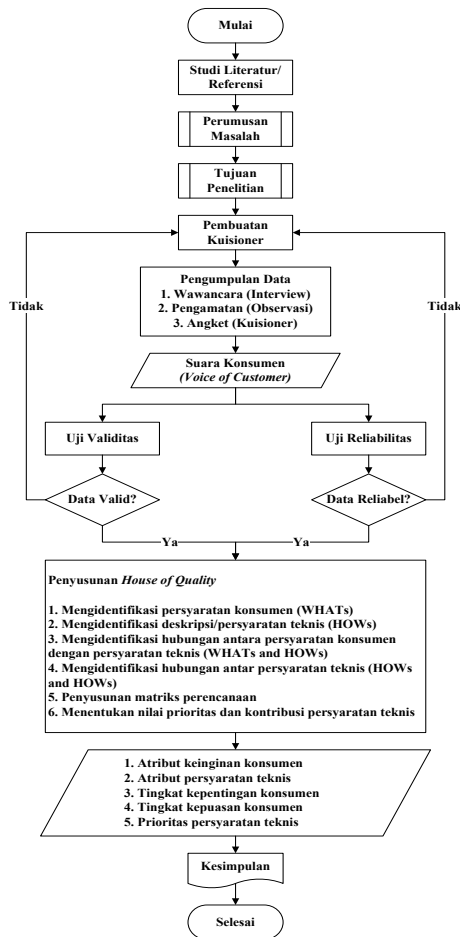 Mulai
Studi Literatur/
Referensi
Perumusan
Masalah
Tujuan
Penelitian
Pembuatan
Kuisioner
Pengumpulan Data
1. Wawancara (Interview)
2. Pengamatan (Observasi)
3. Angket (Kuisioner)
Tidak
Tidak
Suara Konsumen
(Voice of Customer)
Uji Validitas
Uji Reliabilitas
Data Valid?
Data Reliabel?
Ya
Ya
Penyusunan House of Quality
1. Mengidentifikasi persyaratan konsumen (WHATs)
2. Mengidentifikasi deskripsi/persyaratan teknis (HOWs)
3. Mengidentifikasi hubungan antara persyaratan konsumen
dengan persyaratan teknis (WHATs and HOWs)
4. Mengidentifikasi hubungan antar persyaratan teknis (HOWs
and HOWs)
5. Penyusunan matriks perencanaan
6. Menentukan nilai prioritas dan kontribusi persyaratan teknis
1. Atribut keinginan konsumen
2. Atribut persyaratan teknis
3. Tingkat kepentingan konsumen
4. Tingkat kepuasan konsumen
5. Prioritas persyaratan teknis
Kesimpulan
Selesai